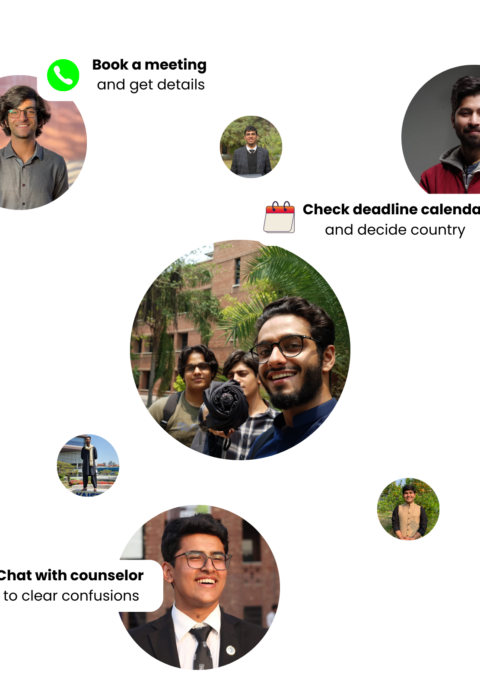 Book a meeting
and get details
Check deadline calenda
and decide country
Chat with counselor
to clear confusions